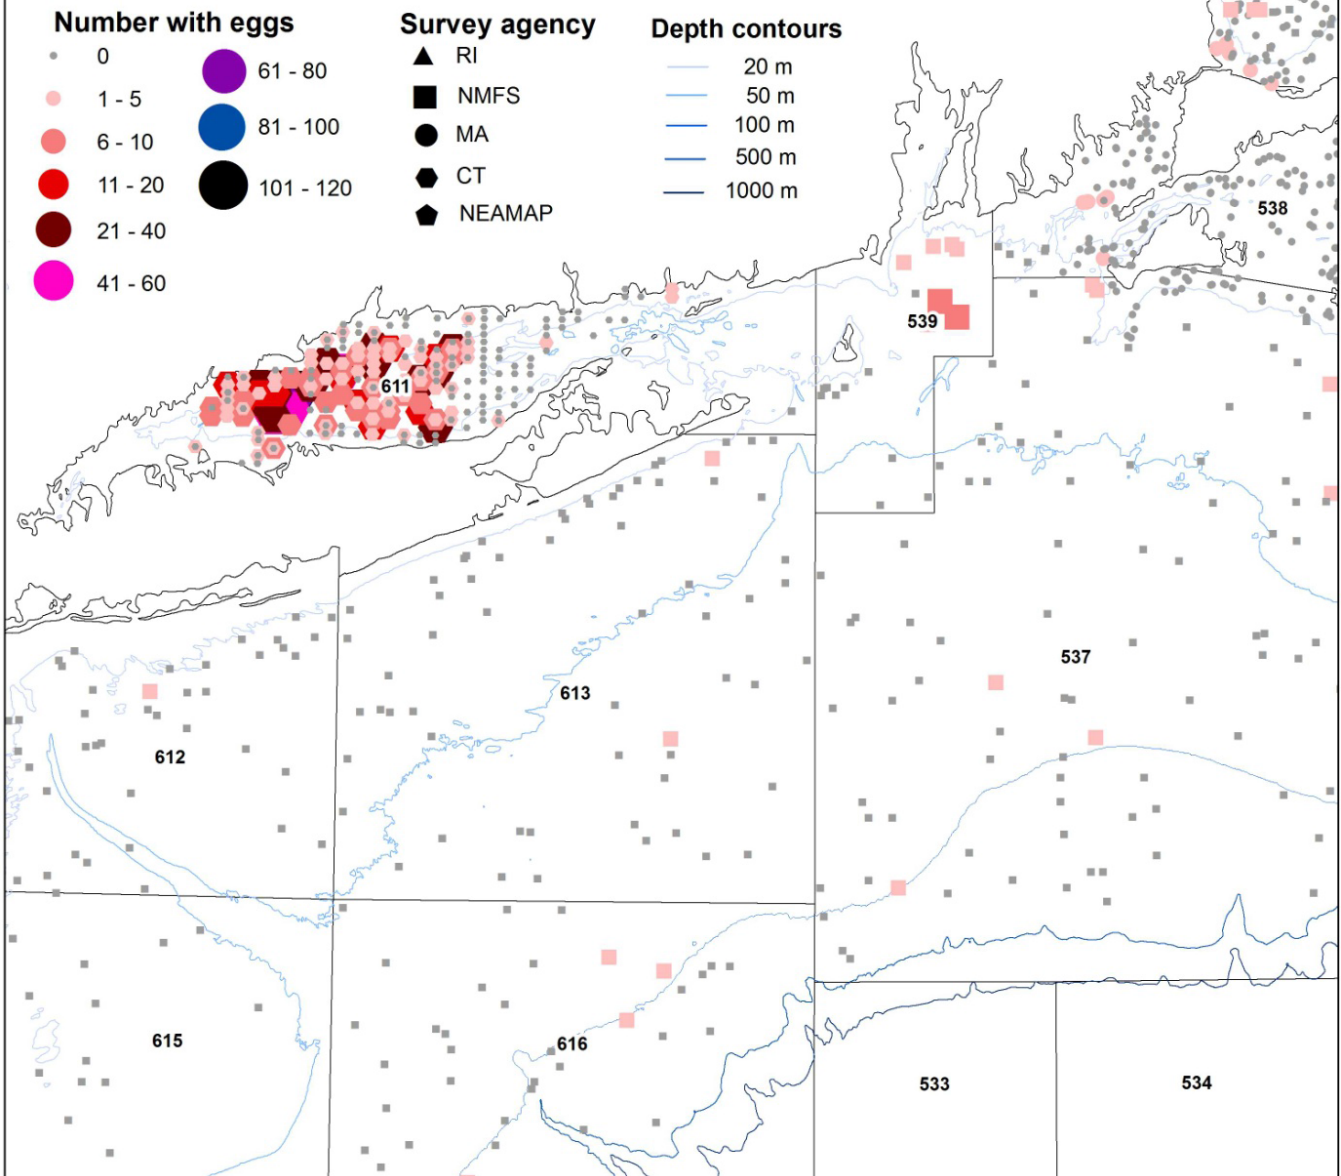 Number with eggs
0
1 - 5
6 - 10
11 - 20
21 - 40
41 - 60
61 - 80
81 - 100
101 - 120
Survey agency
RI
NMFS
MA
CT
NEAMAP
Depth contours
20 m
50 m
100 m
500 m
1000 m
538
539
611
537
613
612
615
616
533
534